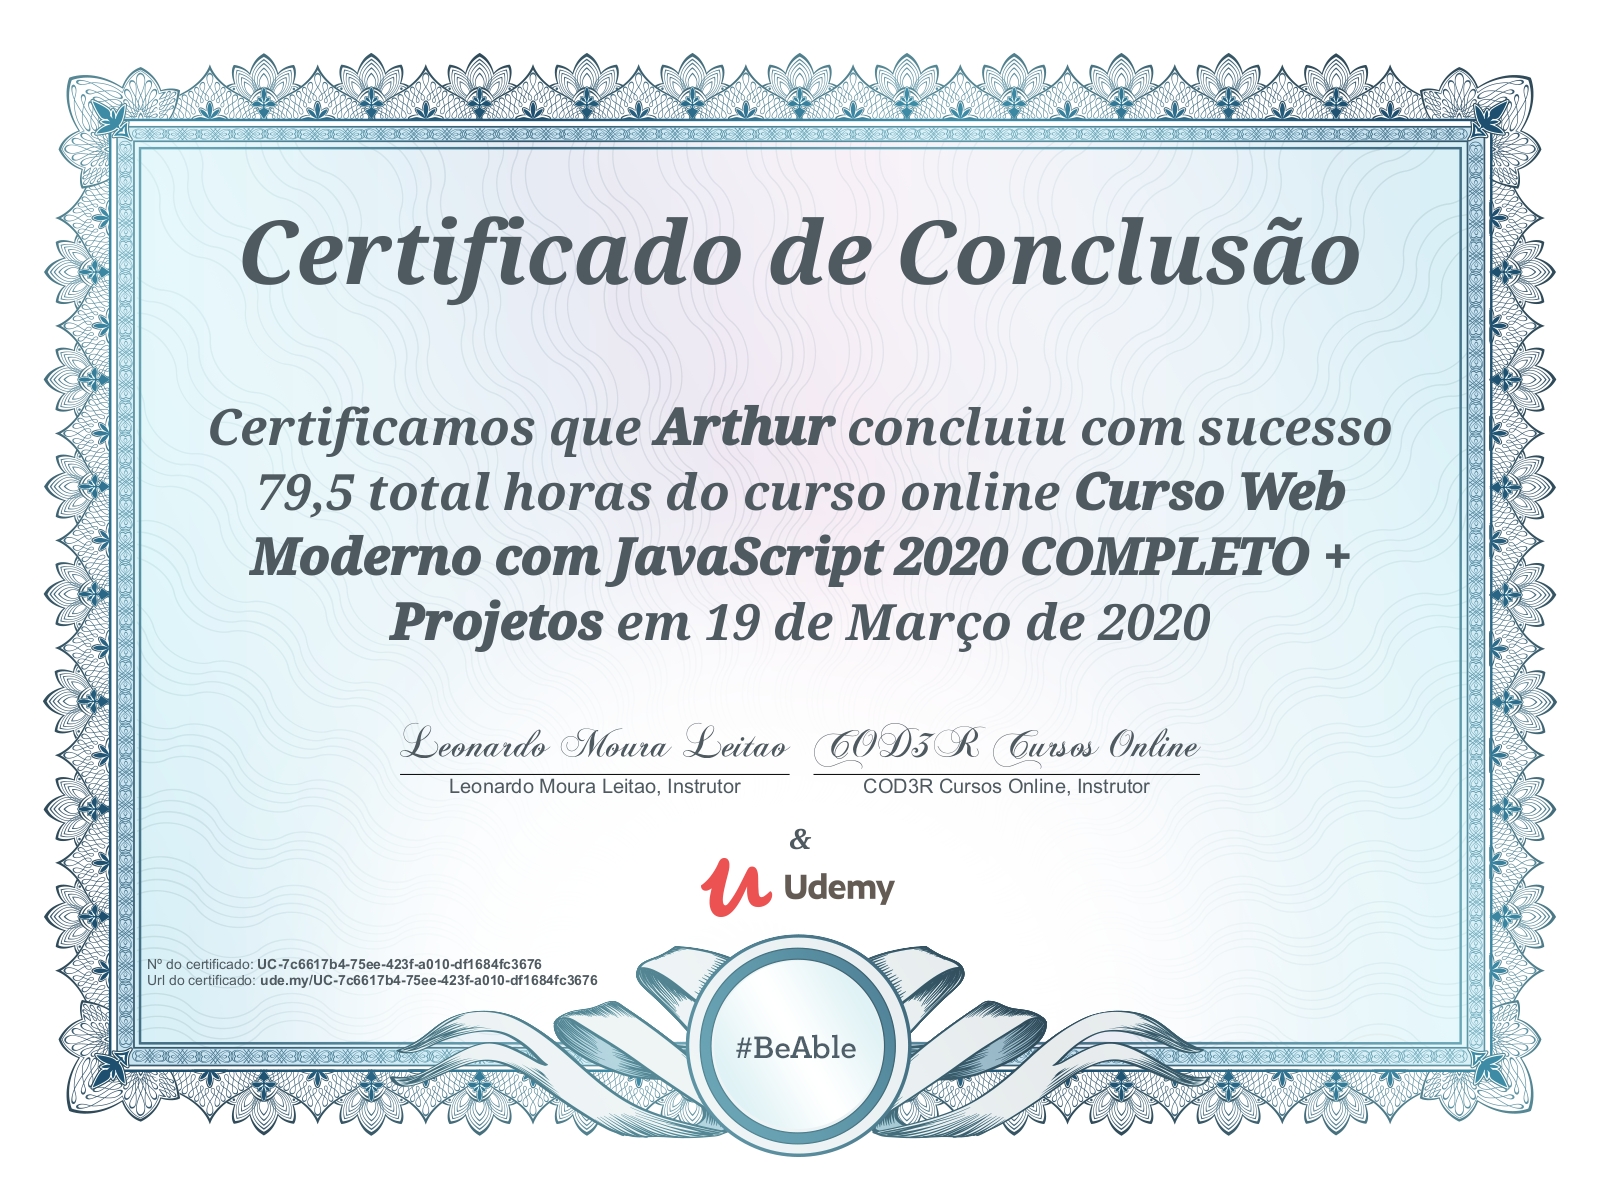 Certificado de Conclusão
Certificamos que Arthur concluiu com sucesso
79,5 total horas do curso online Curso Web
Moderno com JavaScript 2020 COMPLETO +
Projetos em 19 de Março de 2020
Leonardo Moura Leitao COD3R Cursos Online
Leonardo Moura Leitao, Instrutor COD3R Cursos Online, Instrutor
&
Udemy
Nº do certificado: UC-7c6617b4-75ee-423f-a010-df1684fc3676
Url do certificado: ude.my/UC-7c6617b4-75ee-423f-a010-df1684fc3676
#BeAble